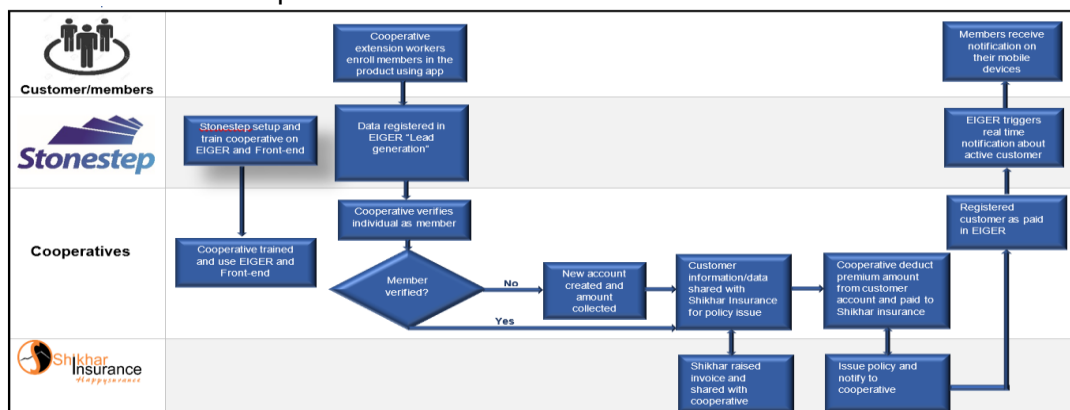 Customer/members
Cooperative
extension workers
enroll members in the
product using app
Members receive
notification on
their mobile
devices
Stonestep
Stonestep setup and
train cooperative on
EIGER and Front-end
Data registered in
EIGER "Lead
generation"
EIGER triggers
real time
notification about
active customer
Cooperatives
Cooperative verifies
individual as member
Registered
customer as paid
in EIGER
Cooperative trained
and use EIGER and
Front-end
Member
verified?
No
Yes
New account
created and
amount
collected
Customer
information/data
shared with
Shikhar Insurance
for policy issue
Cooperative deduct
premium amount
from customer
account and paid to
Shikhar insurance
Shikhar
Insurance
Happysurance
Shikhar raised
invoice and
shared with
cooperative
Issue policy and
notify to
cooperative